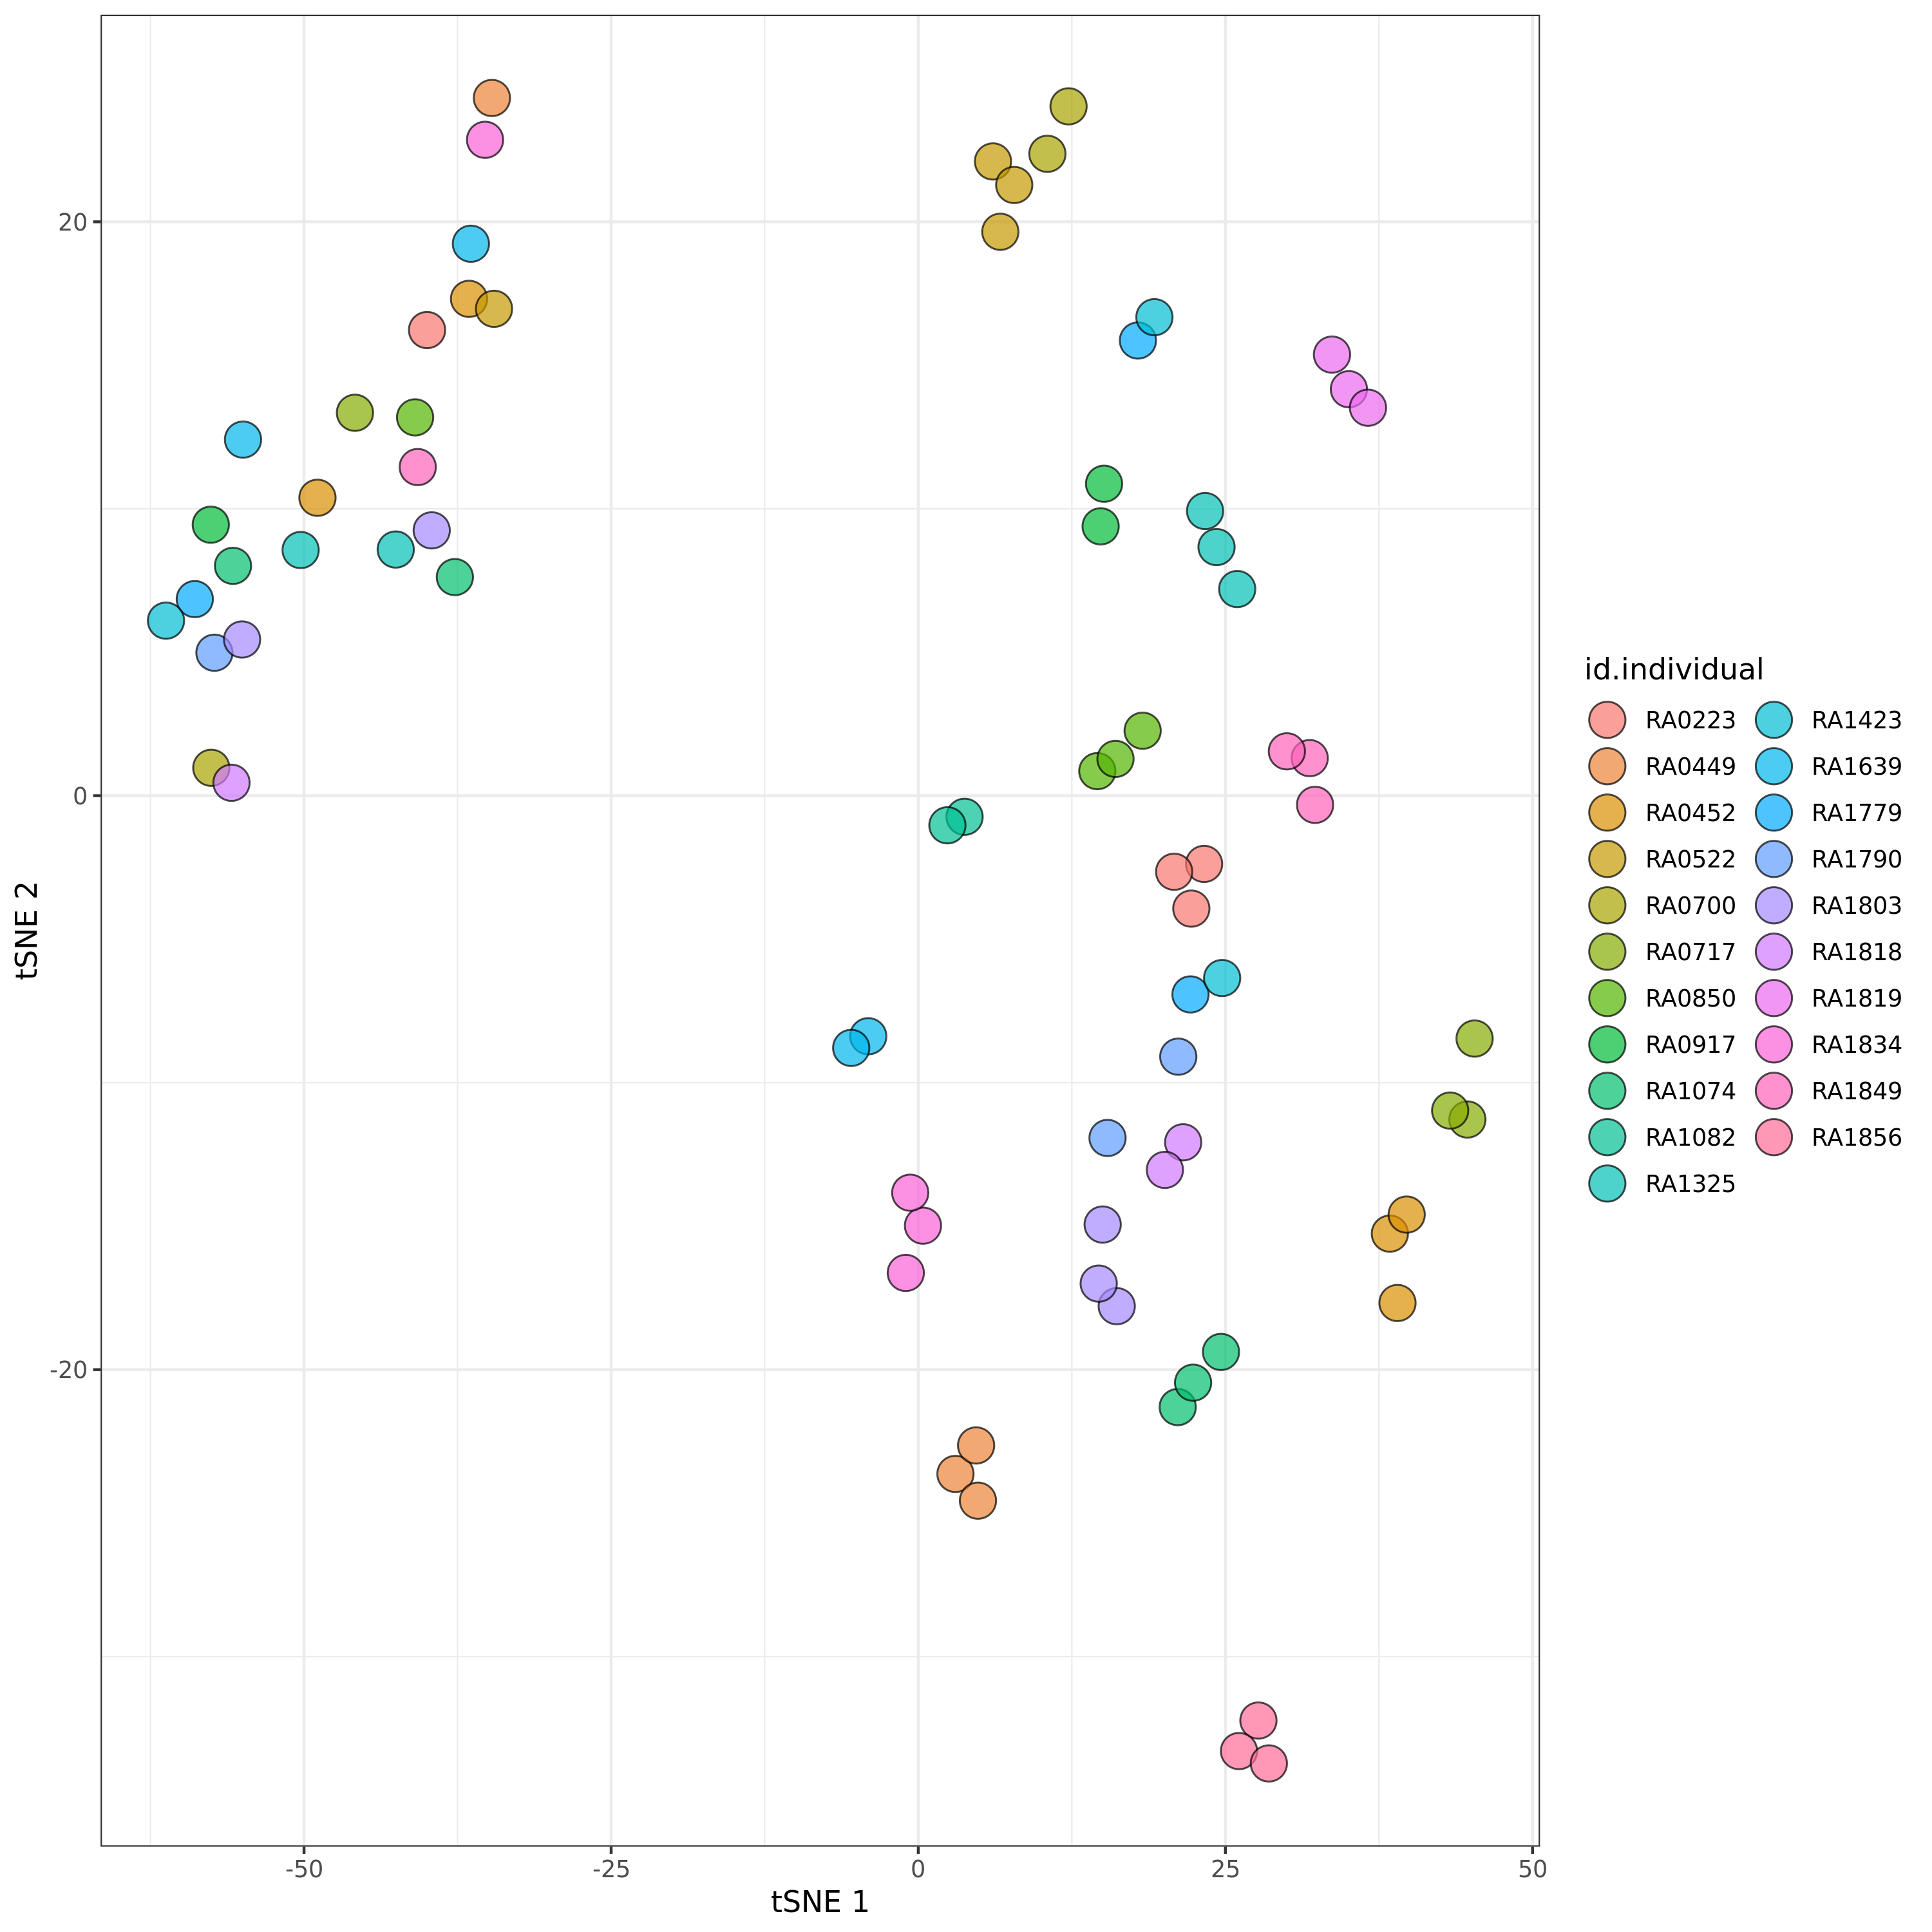 20
0
-20
tSNE 2
-50
-25
0
25
50
tSNE 1
id.individual
RA0223
RA0449
RA0452
RA0522
RA0700
RA0717
RA0850
RA0917
RA1074
RA1082
RA1325
RA1423
RA1639
RA1779
RA1790
RA1803
RA1818
RA1819
RA1834
RA1849
RA1856